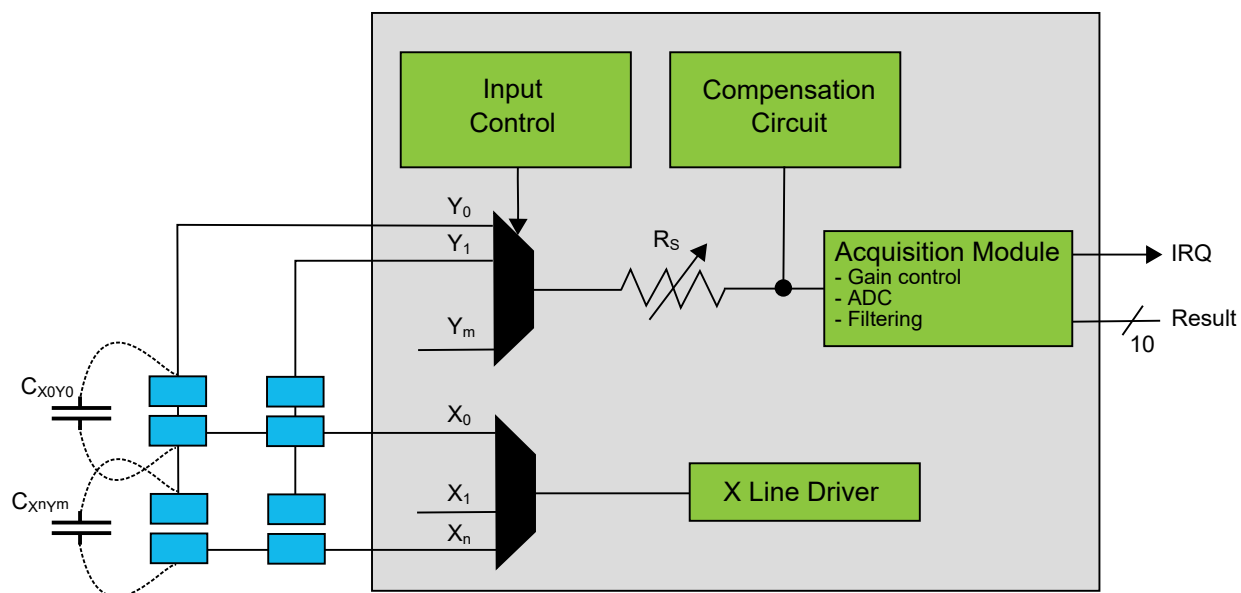 Input
Control
Compensation
Circuit
Y0
Y1
RS
Acquisition Module
- Gain control
- ADC
- Filtering
IRQ
Result
10
Ym
CX0Y0
X0
CXnYm
X1
Xn
X Line Driver